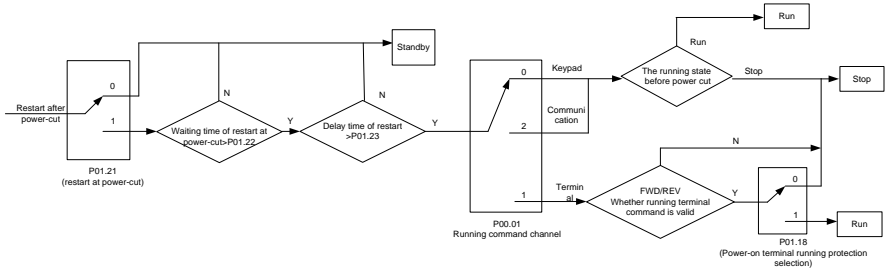 Run
Run
Standby
0
Keypad
The running state
before power cut
Stop
Stop
N
N
0
Restart after
power-cut
1
Waiting time of restart at
power-cut>P01.22
Y
Delay time of restart
>P01.23
Y
Communi
cation
2
N
P01.21
(restart at power-cut)
1
Termin
al
FWD/REV
Whether running terminal
command is valid
Y
0
1
Run
P00.01
Running command channel
P01.18
(Power-on terminal running protection
selection)